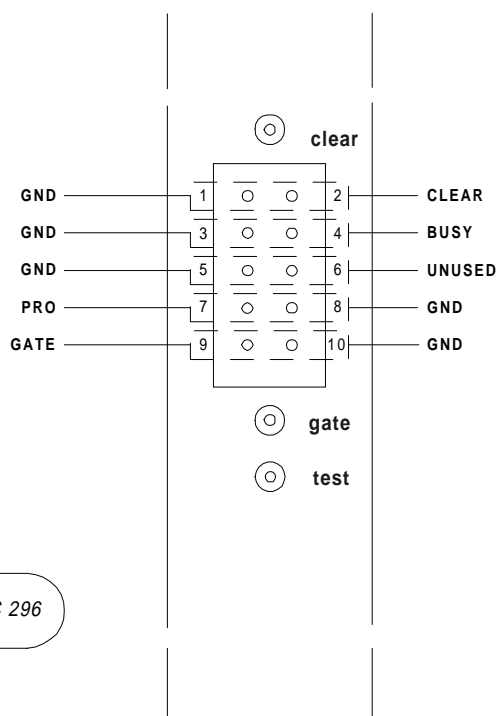 clear
GND 1 2 CLEAR
GND 3 4 BUSY
GND 5 6 UNUSED
PRO 7 8 GND
GATE 9 10 GND
gate
test
296